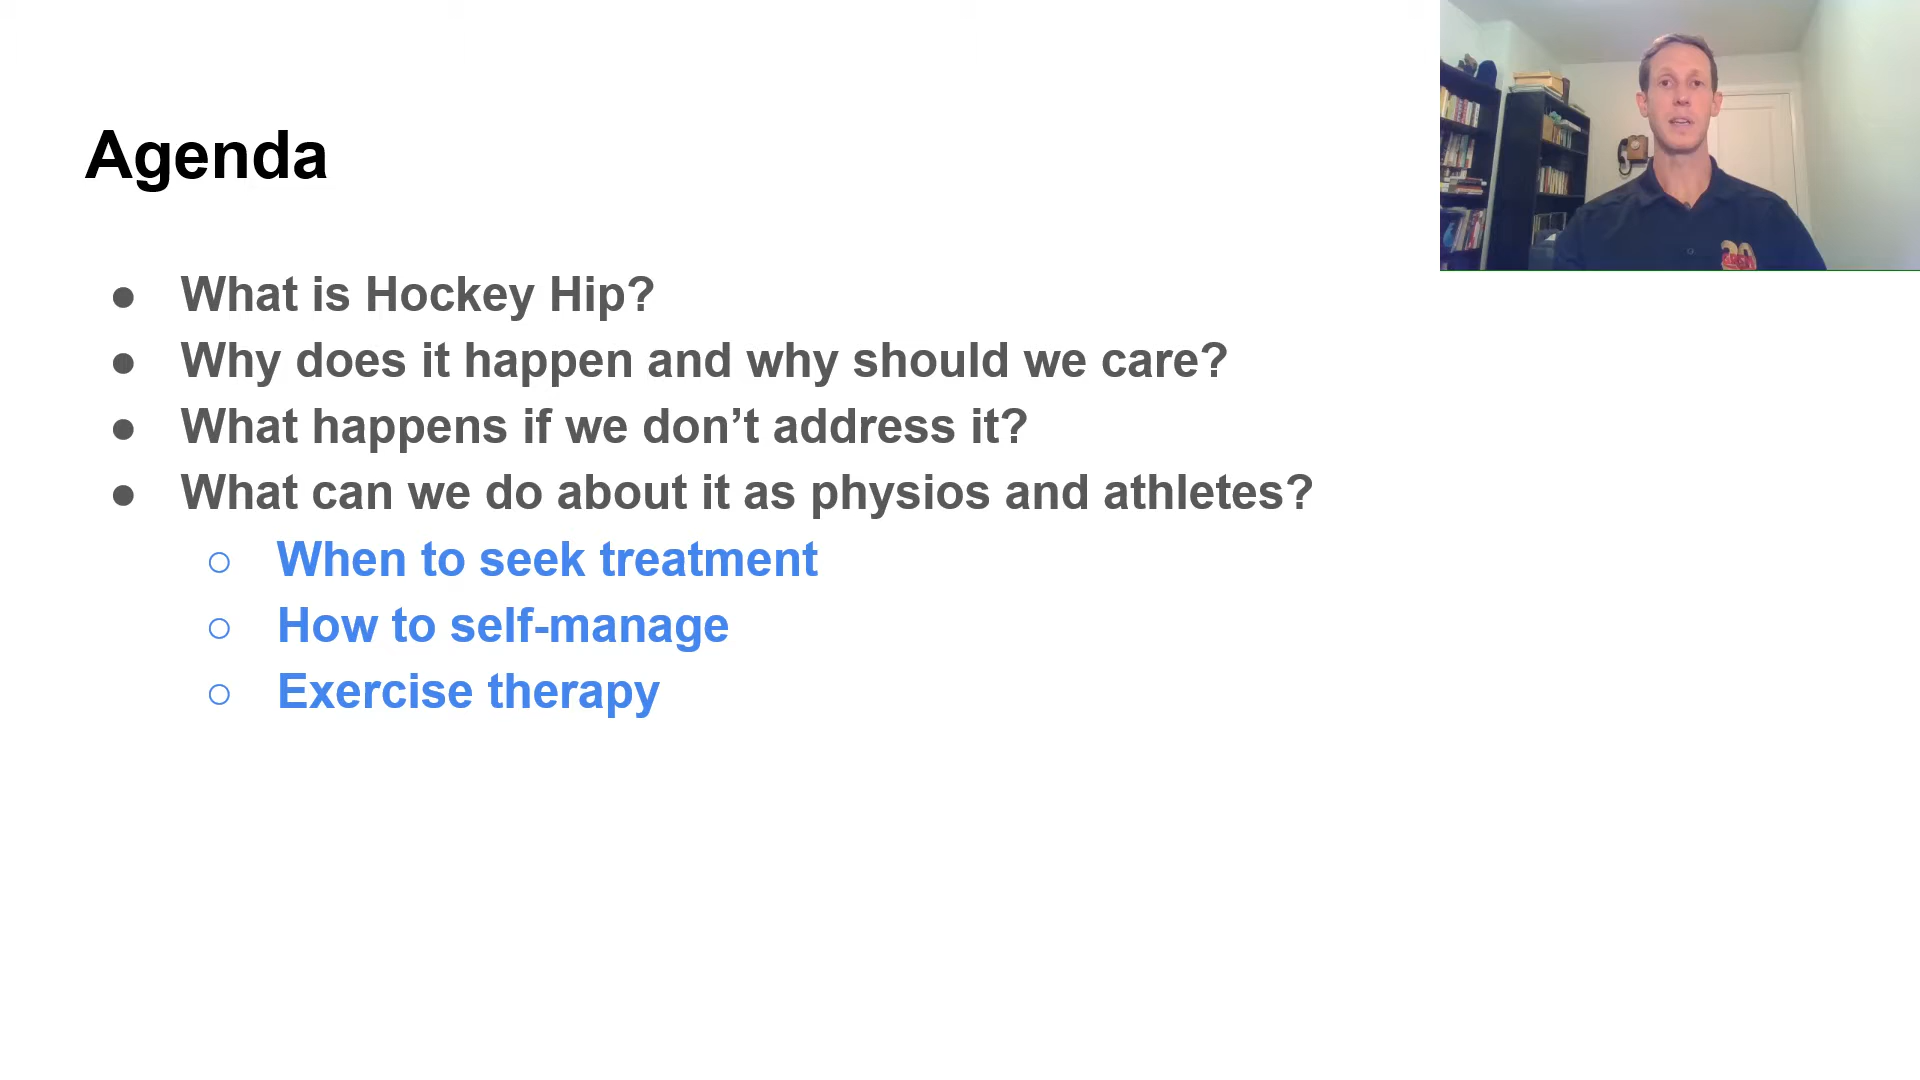 Agenda
● What is Hockey Hip?
● Why does it happen and why should we care?
● What happens if we don’t address it?
● What can we do about it as physios and athletes?
○ When to seek treatment
○ How to self-manage
○ Exercise therapy